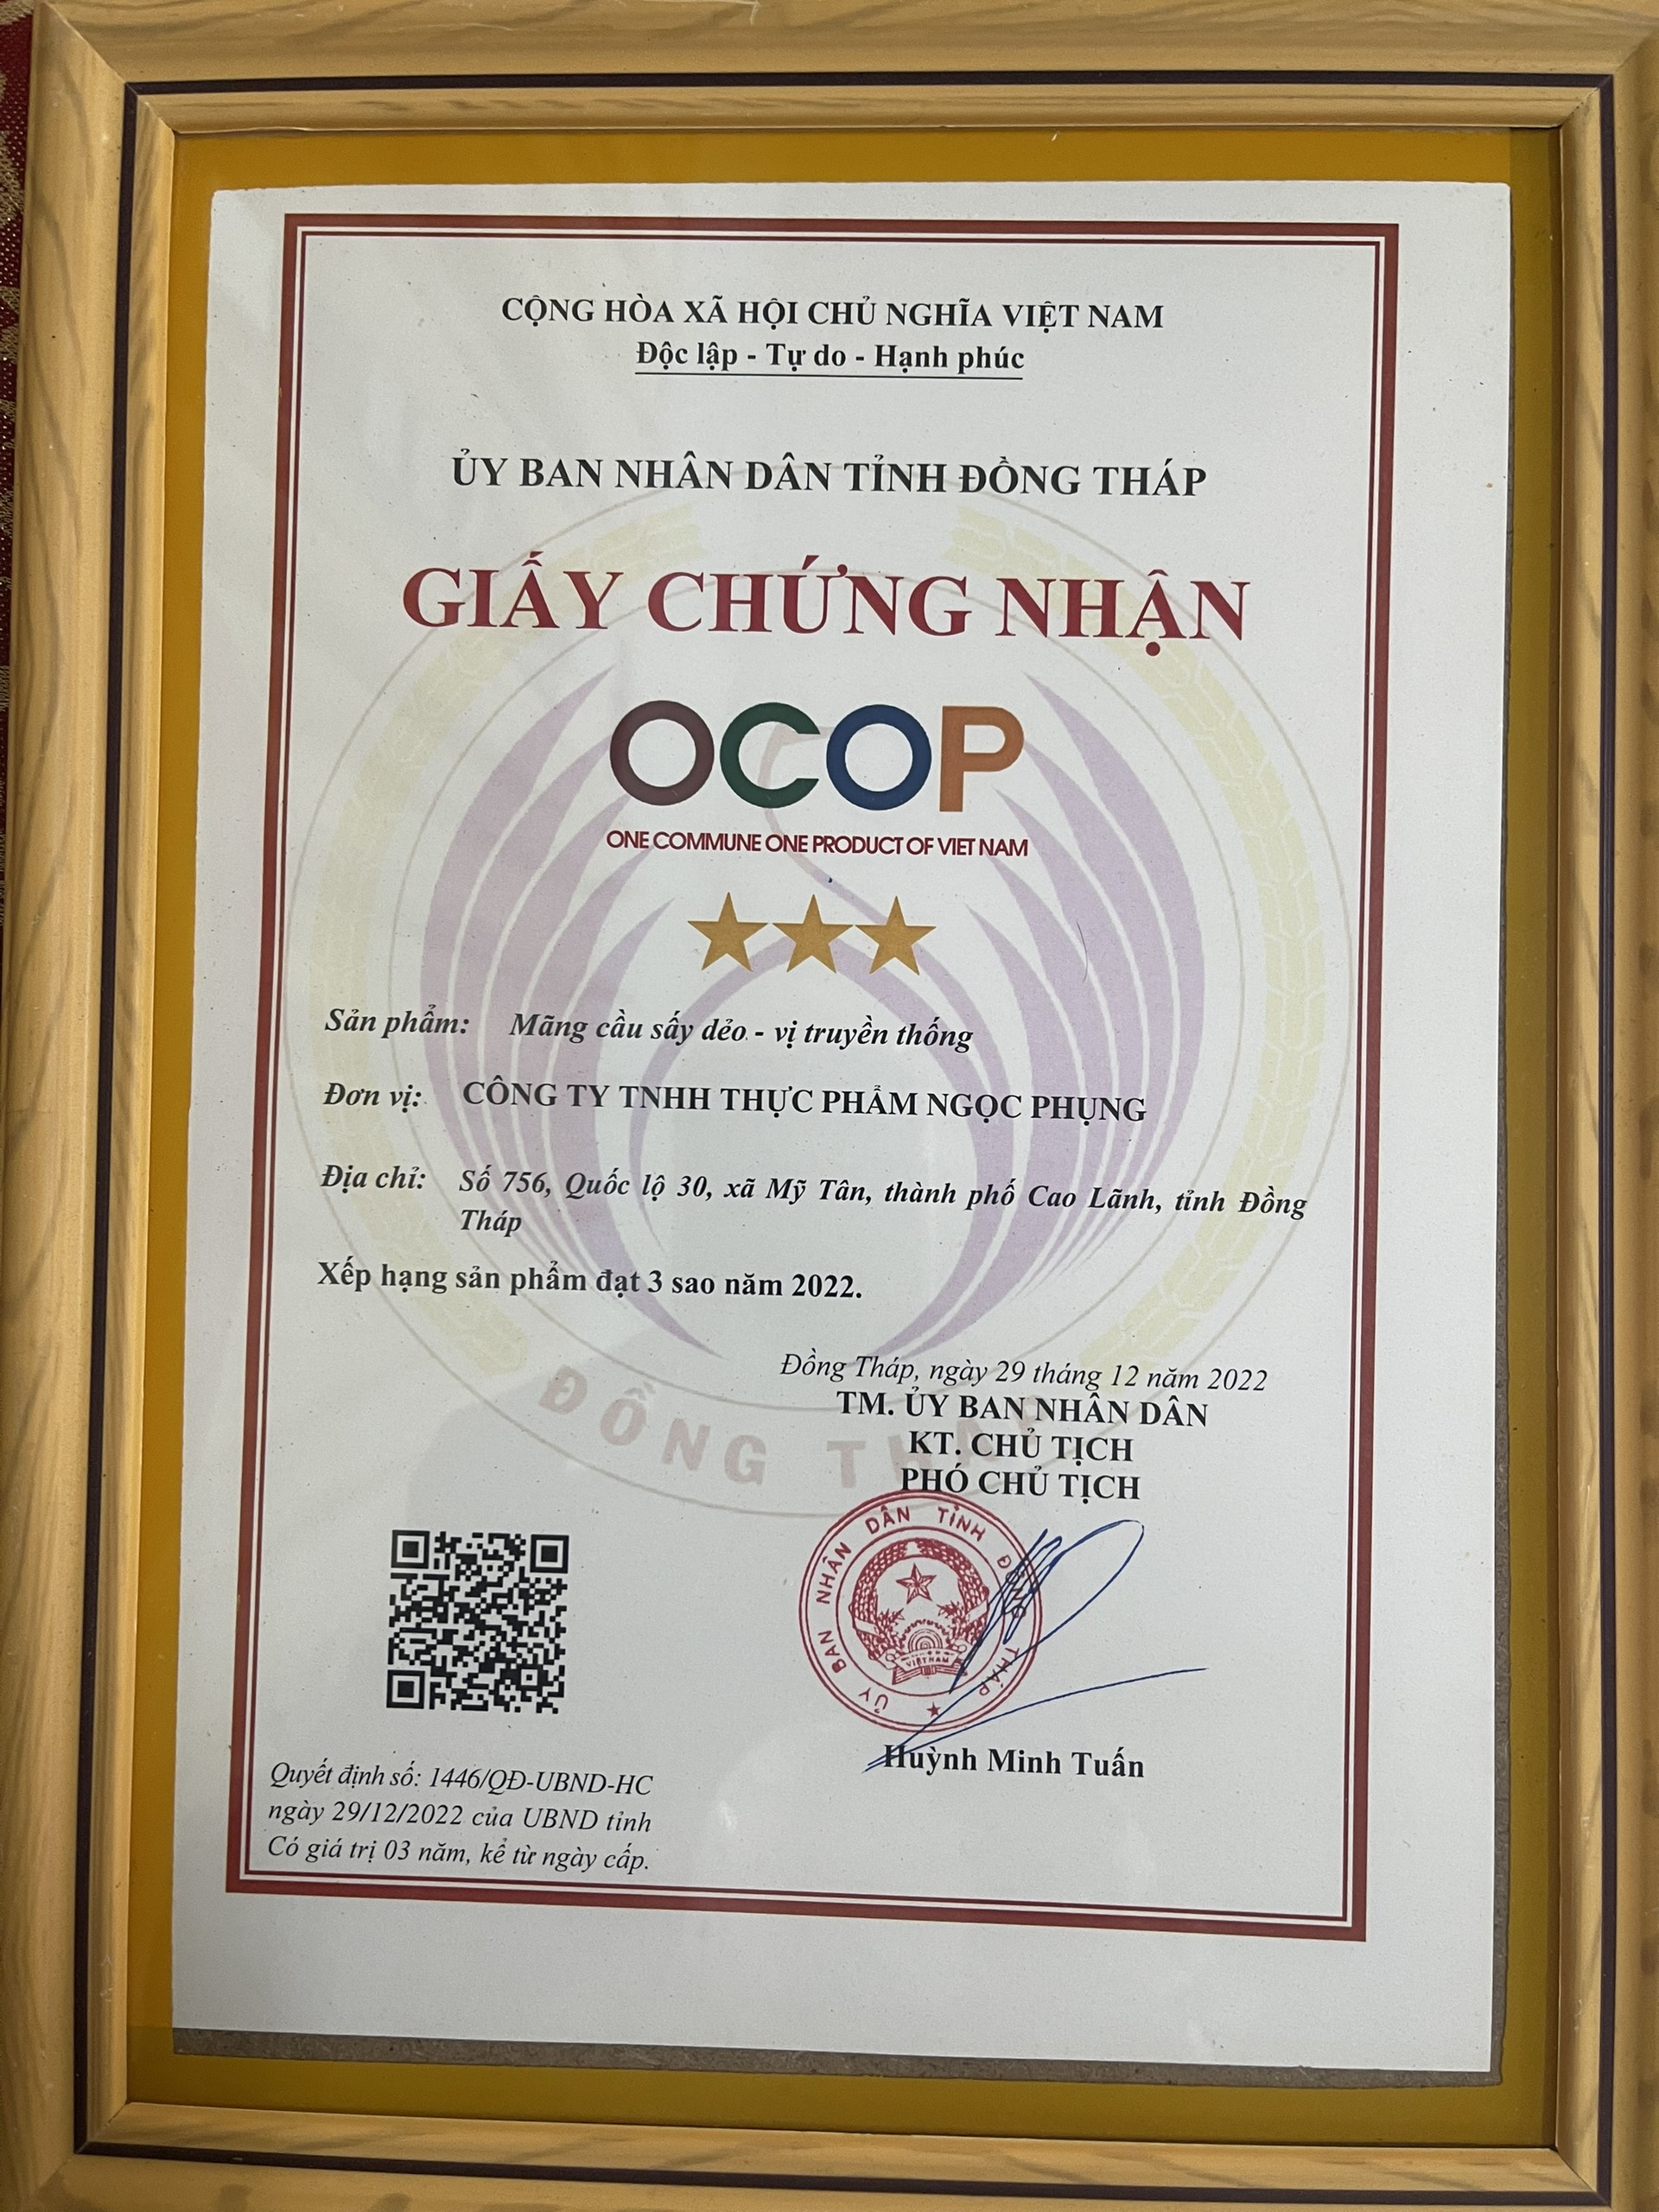 CỘNG HÒA XÃ HỘI CHỦ NGHĨA VIỆT NAM
Độc lập - Tự do - Hạnh phúc
ỦY BAN NHÂN DÂN TỈNH ĐỒNG THÁP
GIẤY CHỨNG NHẬN
OCOP
ONE COMMUNE ONE PRODUCT OF VIET NAM
Sản phẩm: Mãng cầu sấy dẻo - vị truyền thống
Đơn vị: CÔNG TY TNHH THỰC PHẨM NGỌC PHỤNG
Địa chỉ: Số 756, Quốc lộ 30, xã Mỹ Tân, thành phố Cao Lãnh, tỉnh Đồng
Tháp
Xếp hạng sản phẩm đạt 3 sao năm 2022.
Đồng Tháp, ngày 29 tháng 12 năm 2022
TM. ỦY BAN NHÂN DÂN
KT. CHỦ TỊCH
PHÓ CHỦ TỊCH
ĐỒNG THÁP
ỦY BAN NHÂN DÂN TỈNH ĐỒNG THÁP
VIỆT NAM
Huỳnh Minh Tuấn
Quyết định số: 1446/QĐ-UBND-HC
ngày 29/12/2022 của UBND tỉnh
Có giá trị 03 năm, kể từ ngày cấp.